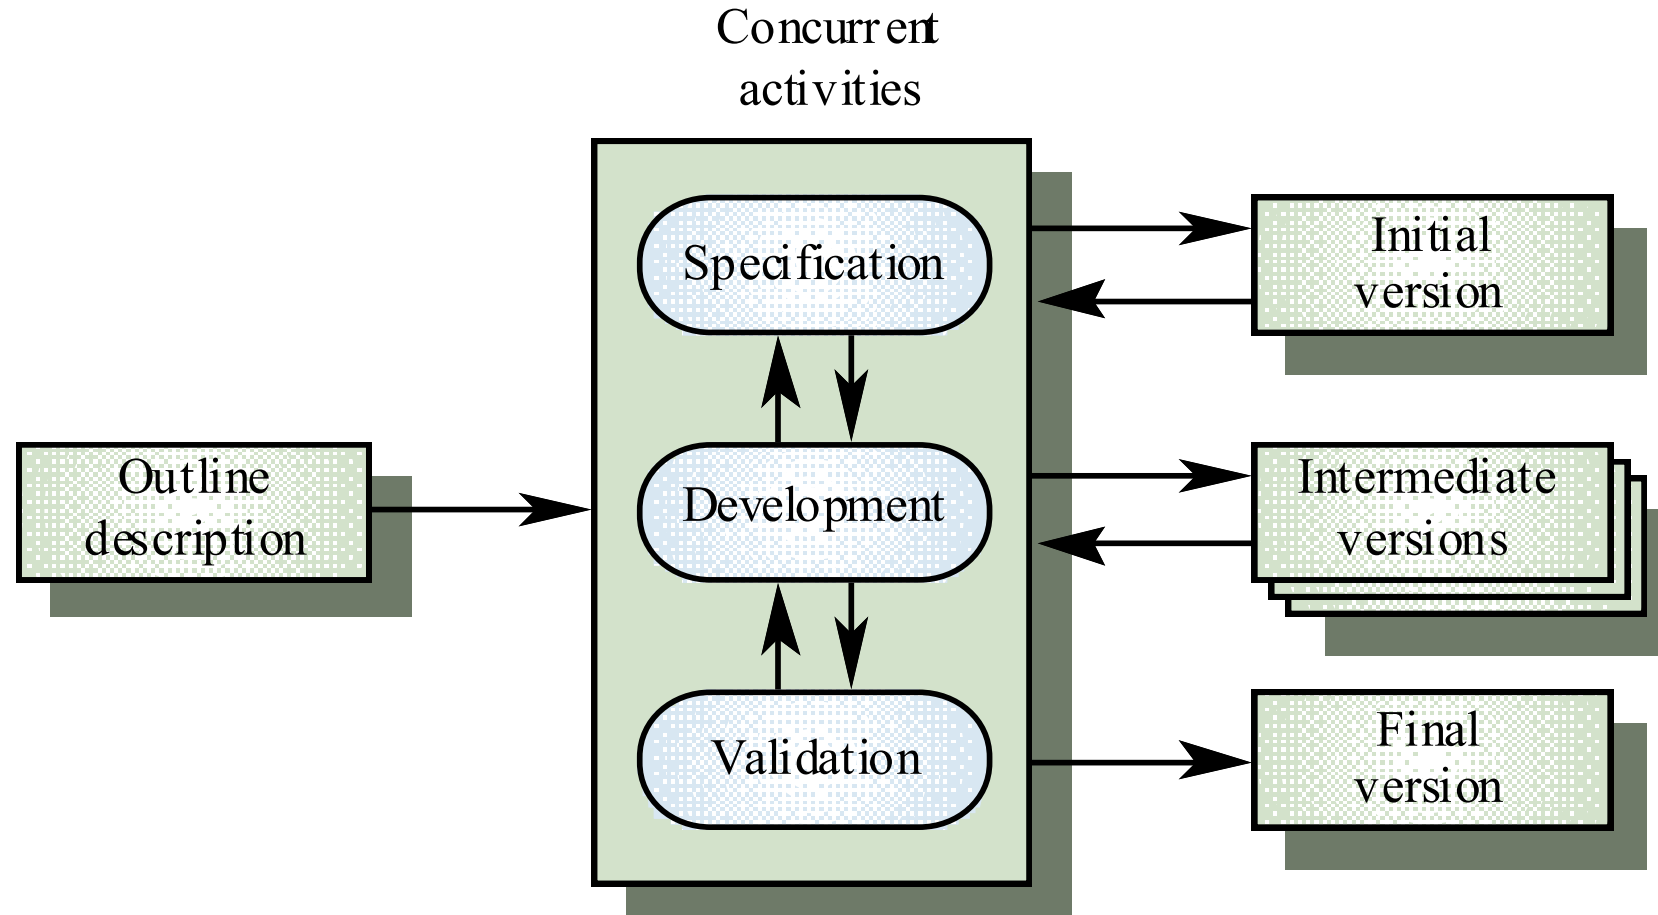 Concurrent
activities
Specification
Initial
version
Outline
description
Development
Intermediate
versions
Validation
Final
version